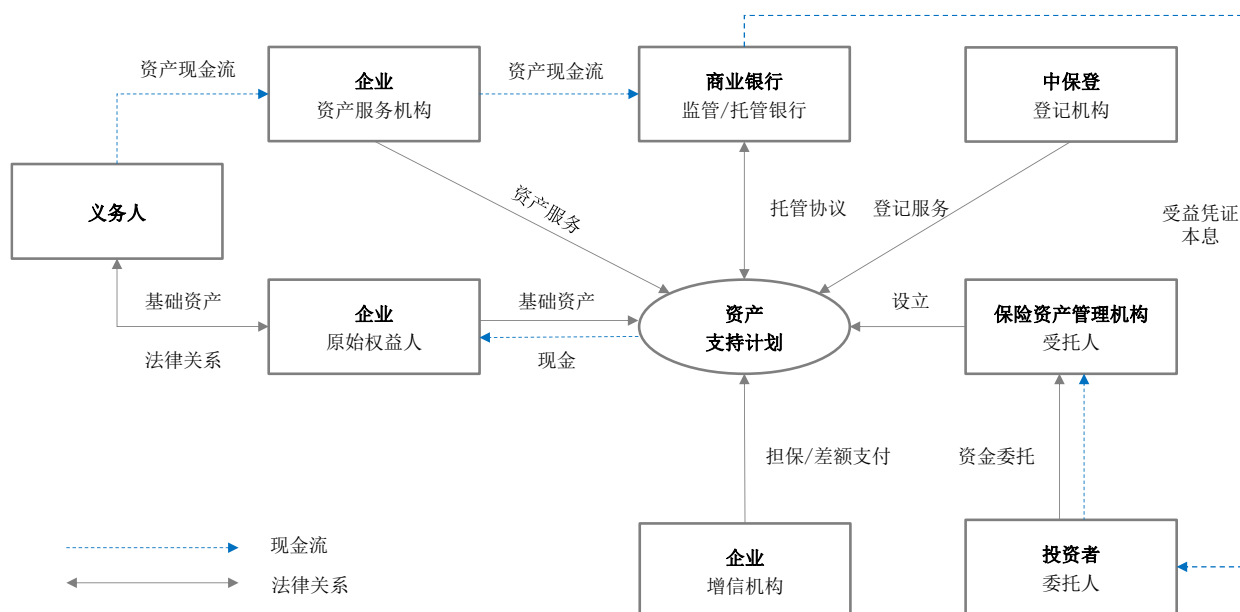 资产现金流
企业
资产服务机构
资产现金流
商业银行
监管/托管银行
中保登
登记机构
义务人
资产服务
托管协议
登记服务
受益凭证
本息
基础资产
法律关系
企业
原始权益人
基础资产
现金
资产
支持计划
设立
保险资产管理机构
受托人
担保/差额支付
资金委托
现金流
法律关系
企业
增信机构
投资者
委托人